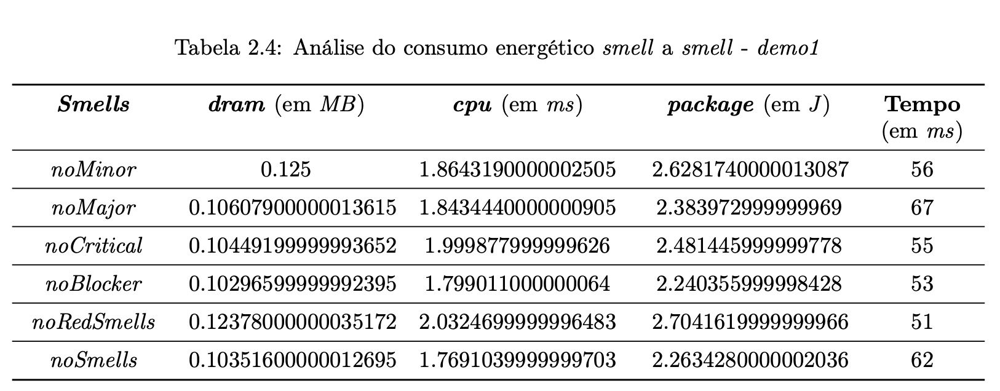 Tabela 2.4: Análise do consumo energético smell a smell - demo1
Smells dram (em MB) cpu (em ms) package (em J) Tempo
(em ms)
noMinor 0.125 1.8643190000002505 2.6281740000013087 56
noMajor 0.10607900000013615 1.8434440000000905 2.383972999999969 67
noCritical 0.10449199999993652 1.999877999999626 2.481445999999778 55
noBlocker 0.10296599999992395 1.799011000000064 2.240355999998428 53
noRedSmells 0.12378000000035172 2.0324699999996483 2.7041619999999966 51
noSmells 0.10351600000012695 1.7691039999999703 2.2634280000002036 62